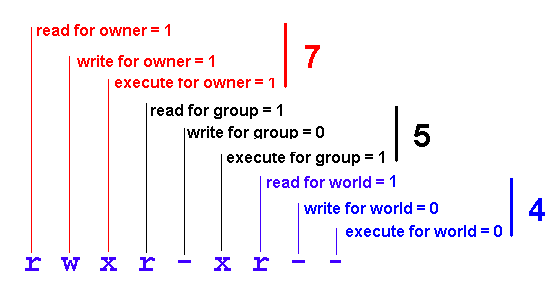 read for owner = 1
write for owner = 1
execute for owner = 1
7
read for group = 1
write for group = 0
execute for group = 1
5
read for world = 1
write for world = 0
execute for world = 0
4
r w x r - x r - -